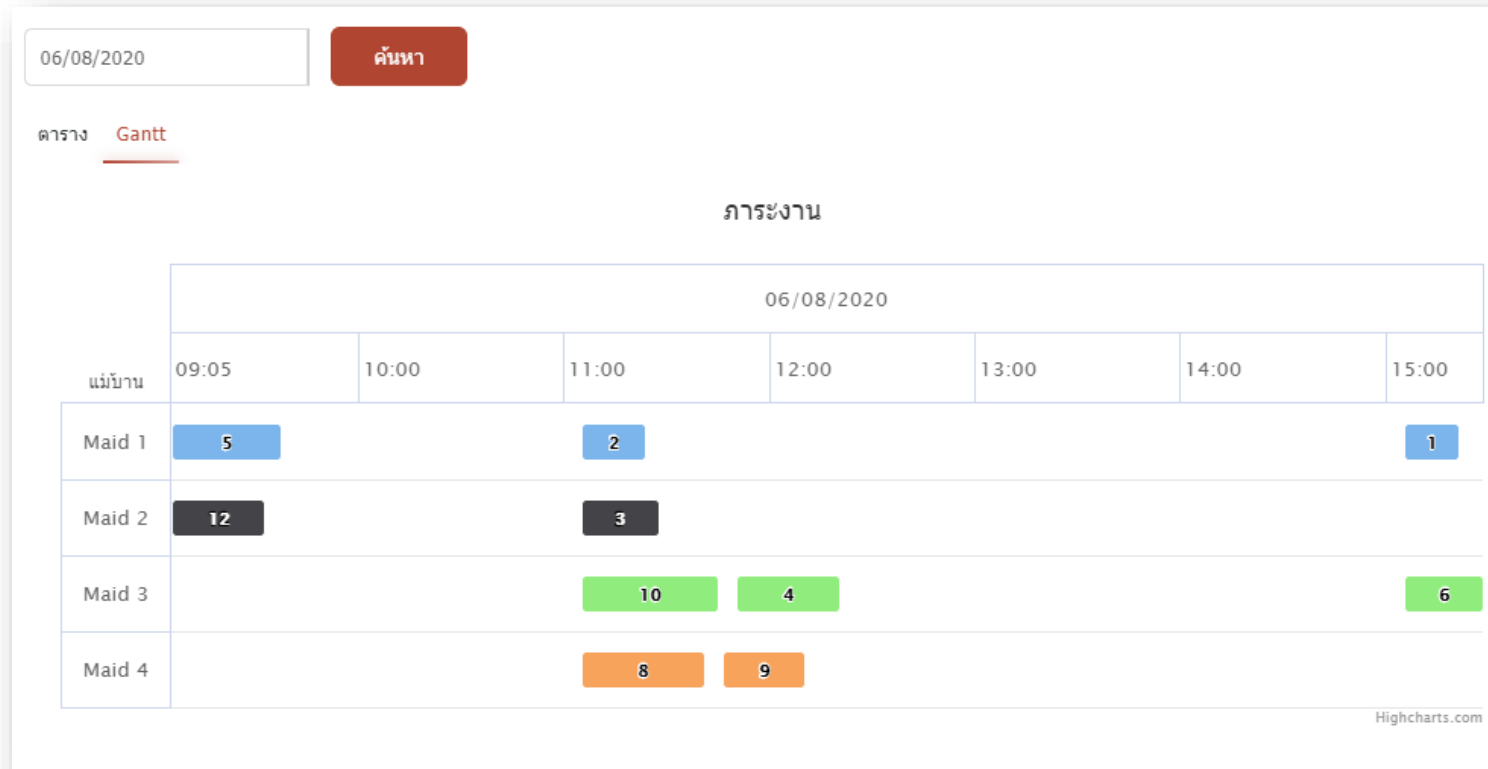 06/08/2020 ค้นหา
ตาราง Gantt
ภาระงาน
06/08/2020
แม่บ้าน 09:05 10:00 11:00 12:00 13:00 14:00 15:00
Maid 1 5 2 1
Maid 2 12 3
Maid 3 10 4 6
Maid 4 8 9
Highcharts.com